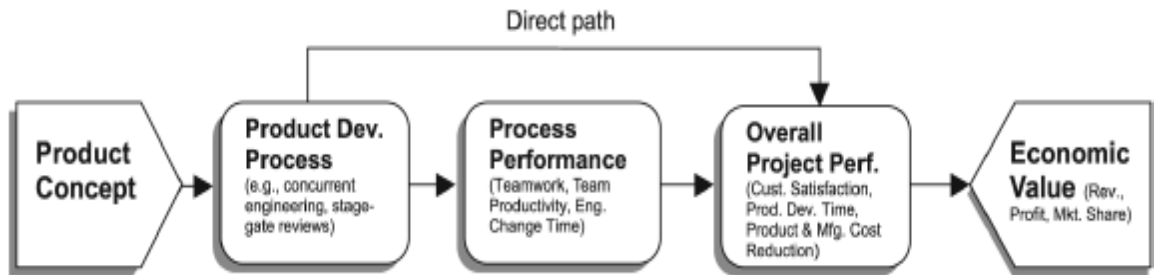 Direct path
Product
Concept
Product Dev.
Process
(e.g., concurrent
engineering, stage-
gate reviews)
Process
Performance
(Teamwork, Team
Productivity, Eng.
Change Time)
Overall
Project Perf.
(Cust. Satisfaction,
Prod. Dev. Time,
Product & Mfg. Cost
Reduction)
Economic
Value (Rev.,
Profit, Mkt. Share)